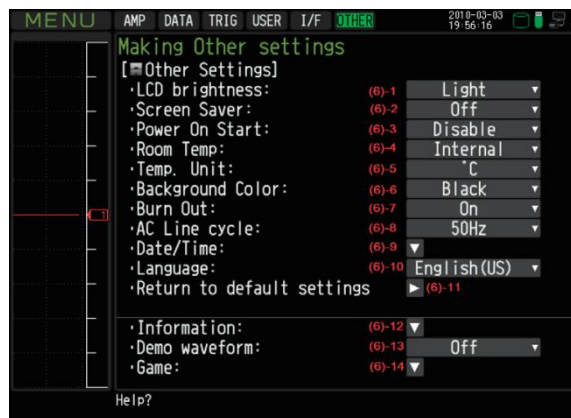 MENU AMP DATA TRIG USER I/F OTHER 2010-03-03
19:56:16
Making Other settings
[Other Settings]
・LCD brightness: (6)-1 Light ▼
・Screen Saver: (6)-2 Off ▼
・Power On Start: (6)-3 Disable ▼
・Room Temp: (6)-4 Internal ▼
・Temp. Unit: (6)-5 °C ▼
・Background Color: (6)-6 Black ▼
・Burn Out: (6)-7 On ▼
・AC Line cycle: (6)-8 50Hz ▼
・Date/Time: (6)-9 ▼
・Language: (6)-10 English(US) ▼
・Return to default settings ▶ (6)-11
・Information: (6)-12 ▼
・Demo waveform: (6)-13 Off ▼
・Game: (6)-14 ▼
1
Help?